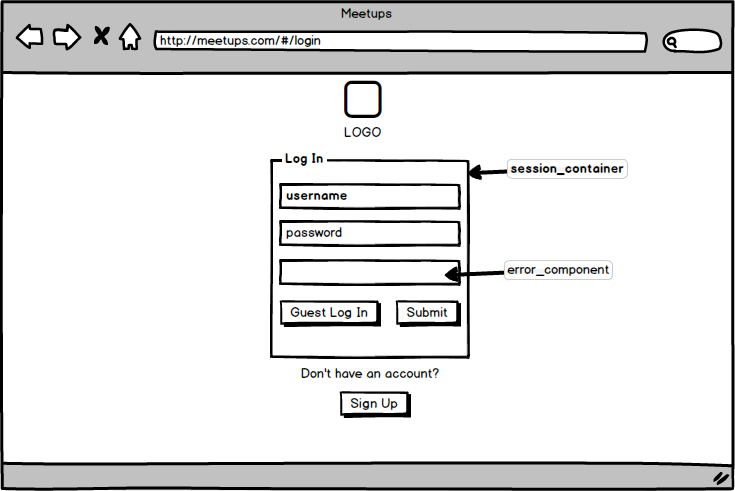 Meetups
http://meetups.com/#/login
LOGO
Log In
session_container
username
password
error_component
Guest Log In
Submit
Don't have an account?
Sign Up